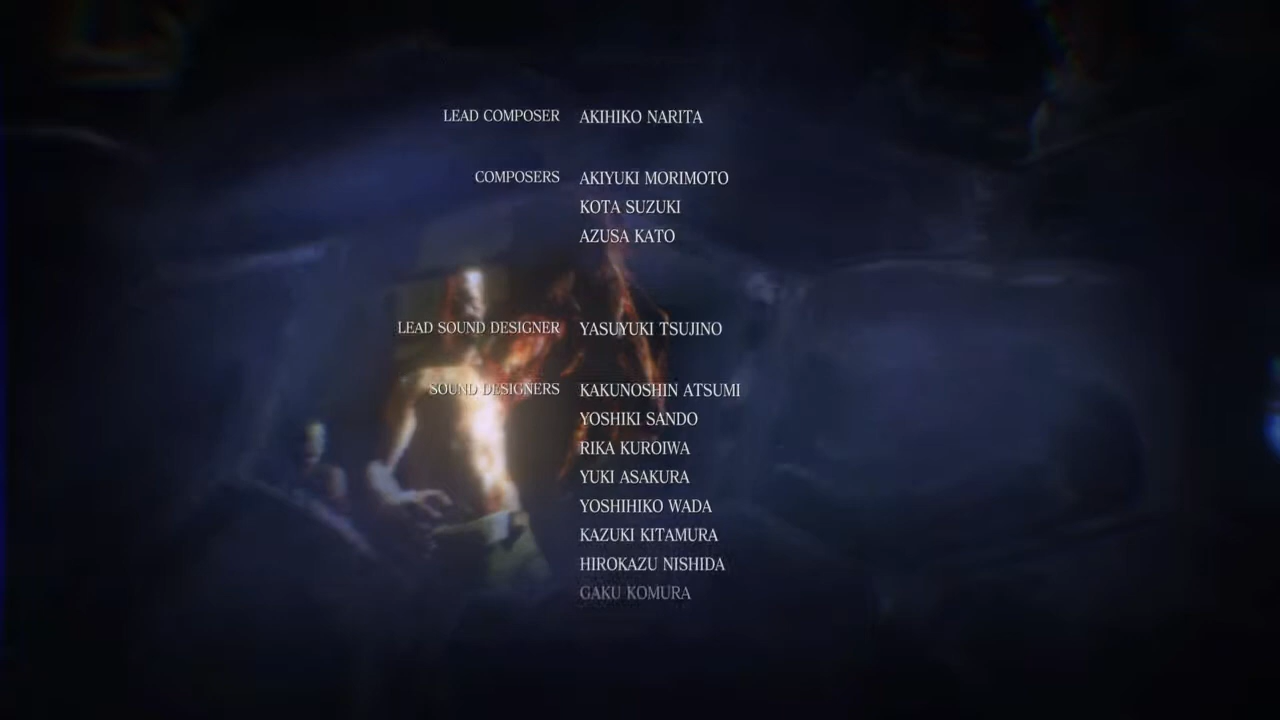 LEAD COMPOSER AKIHIKO NARITA
COMPOSERS AKIYUKI MORIMOTO
KOTA SUZUKI
AZUSA KATO
LEAD SOUND DESIGNER YASUYUKI TSUJINO
SOUND DESIGNERS KAKUNOSHIN ATSUMI
YOSHIKI SANDO
RIKA KUROIWA
YUKI ASAKURA
YOSHIHIKO WADA
KAZUKI KITAMURA
HIROKAZU NISHIDA
GAKU KOMURA